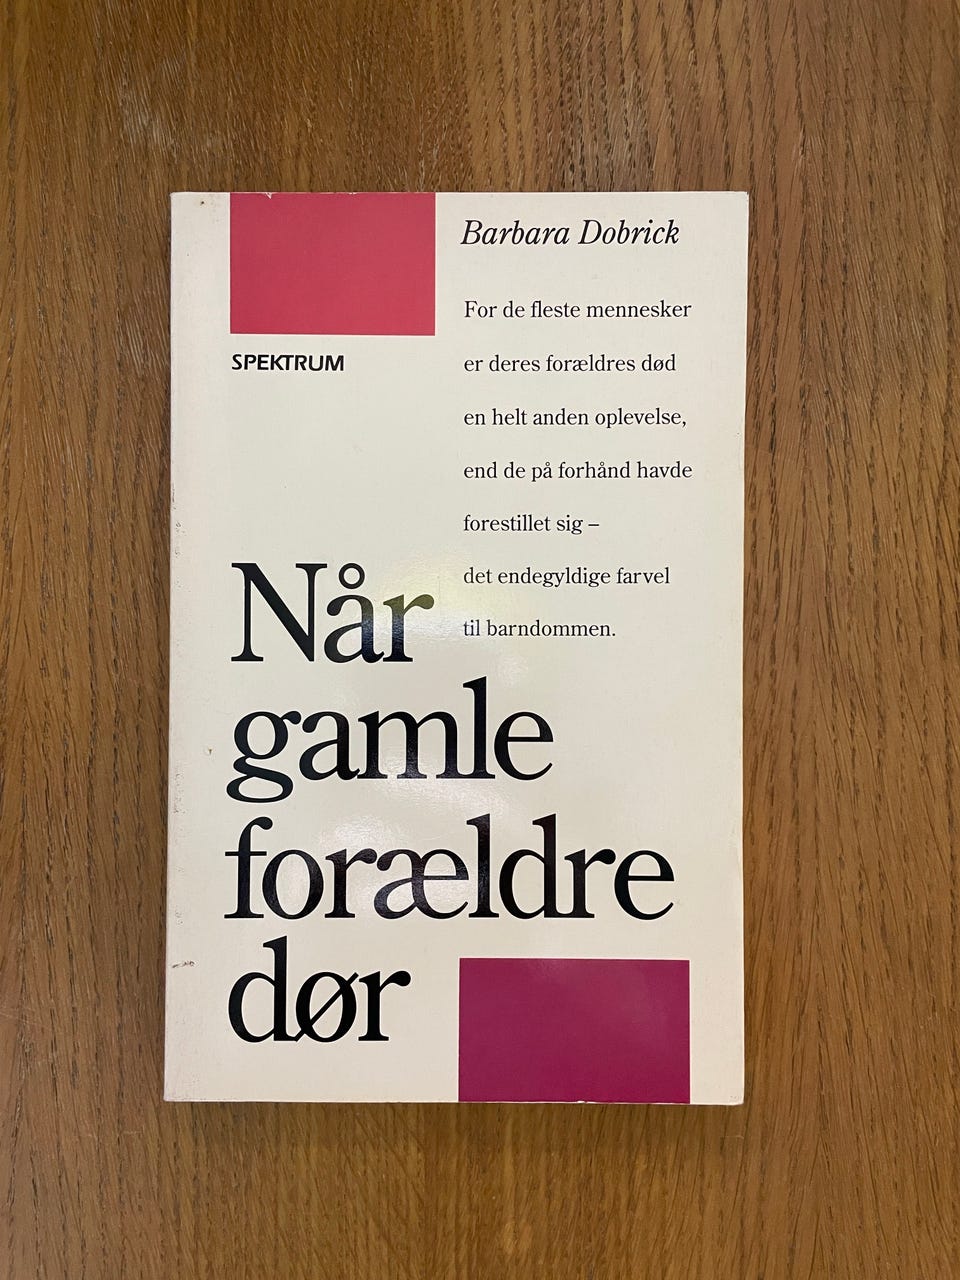 Barbara Dobrick
For de fleste mennesker
er deres forældres død
en helt anden oplevelse,
end de på forhånd havde
forestillet sig –
det endegyldige farvel
til barndommen.
SPEKTRUM
Når
gamle
forældre
dør